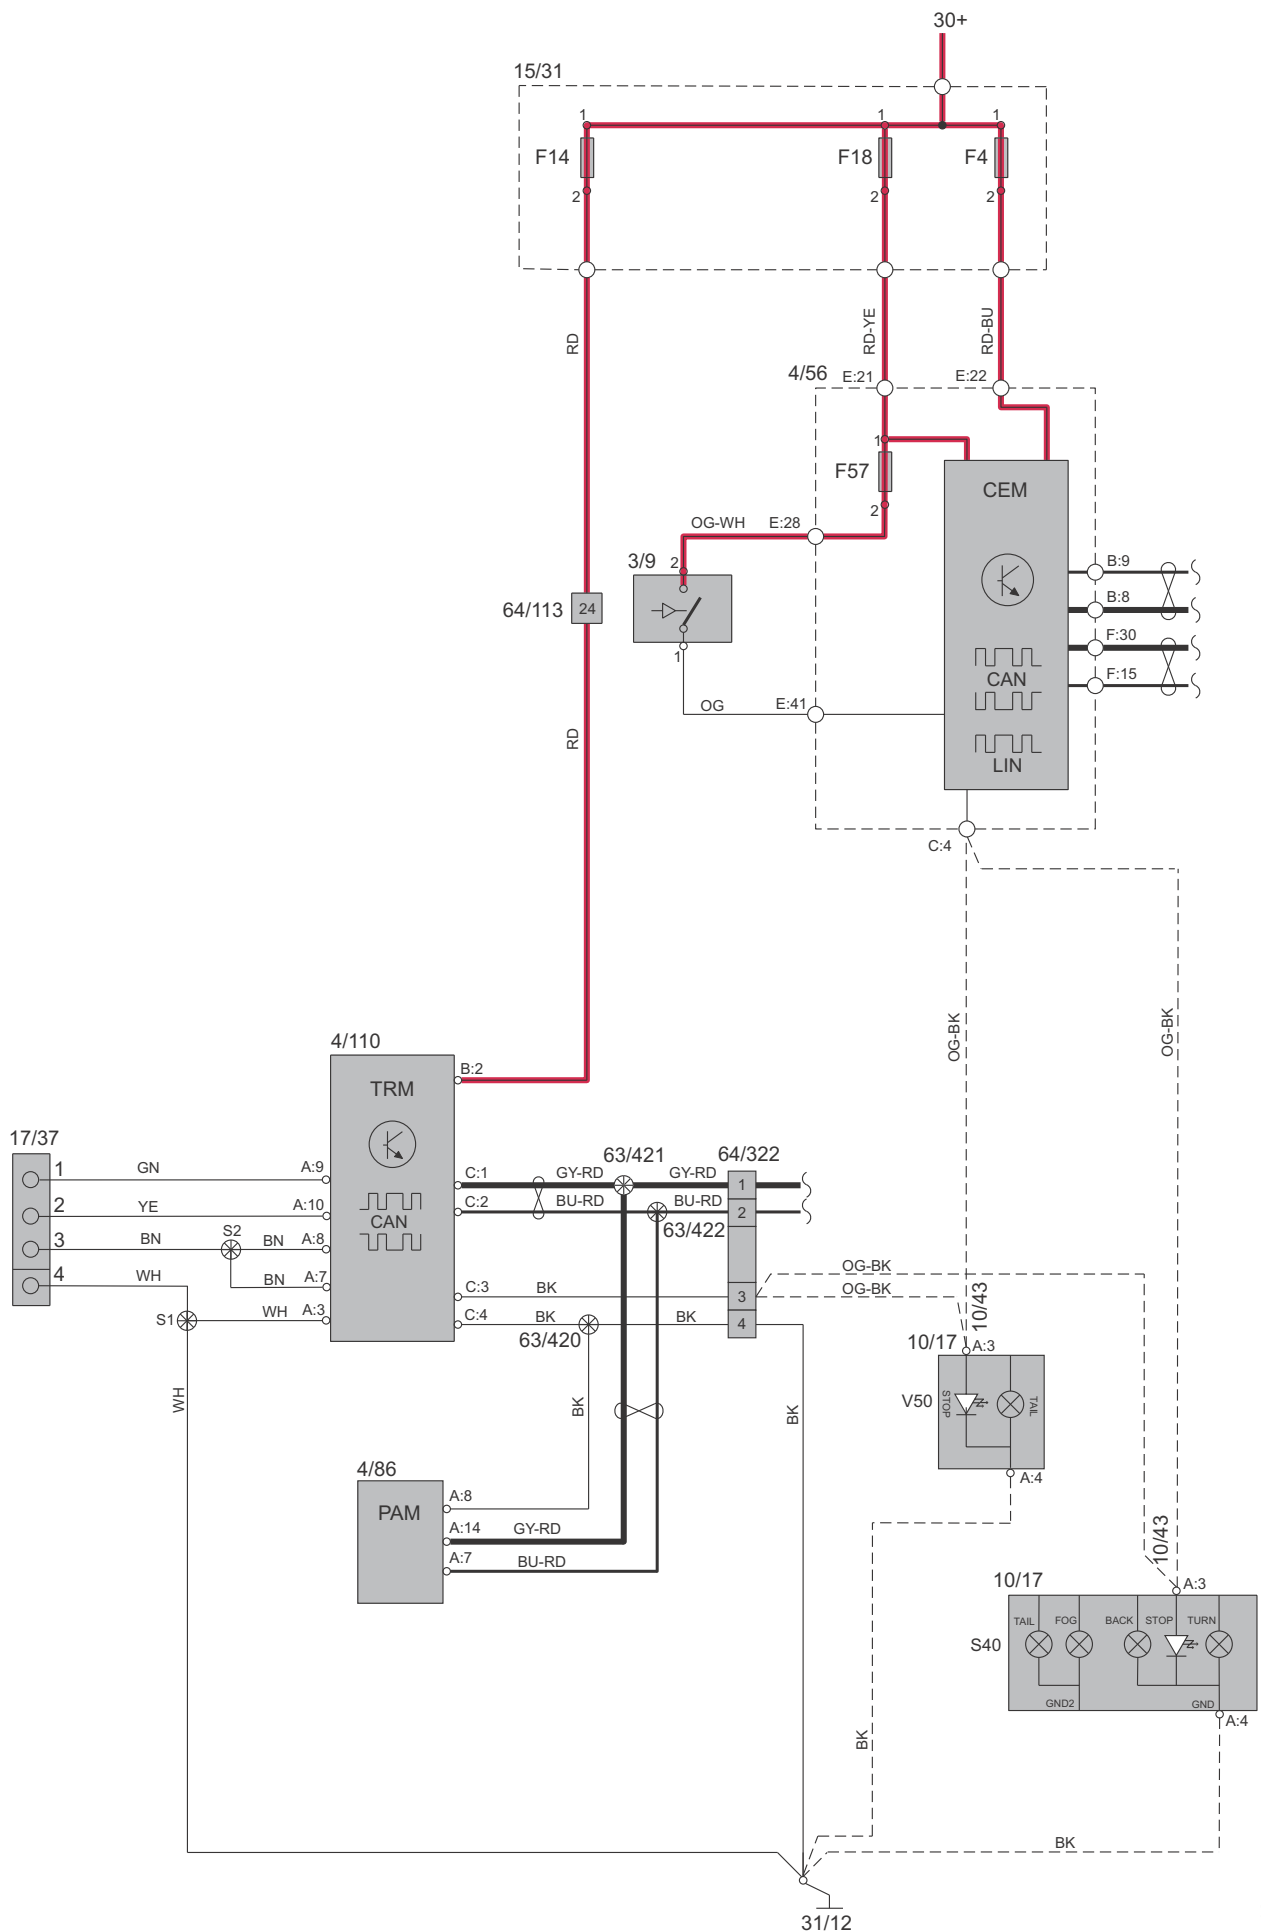 30+
15/31
1
1
1
F14
F18
F4
2
2
2
RD
RD-YE
RD-BU
4/56
E:21
E:22
1
F57
CEM
2
OG-WH
E:28
3/9
2
B:9
64/113
24
B:8
F:30
1
CAN
F:15
OG
E:41
RD
LIN
C:4
OG-BK
OG-BK
4/110
B:2
TRM
17/37
63/421
64/322
1
GN
A:9
C:1
GY-RD
GY-RD
1
2
YE
A:10
C:2
BU-RD
BU-RD
2
CAN
63/422
3
BN
S2
BN
A:8
4
WH
BN
A:7
C:3
BK
3
OG-BK
OG-BK
S1
WH
A:3
C:4
BK
BK
4
63/420
10/43
10/17
A:3
WH
BK
BK
V50
STOP
TAIL
A:4
4/86
PAM
A:8
A:14
GY-RD
A:7
BU-RD
10/43
10/17
A:3
TAIL
FOG
BACK
STOP
TURN
S40
GND2
GND
A:4
BK
BK
31/12